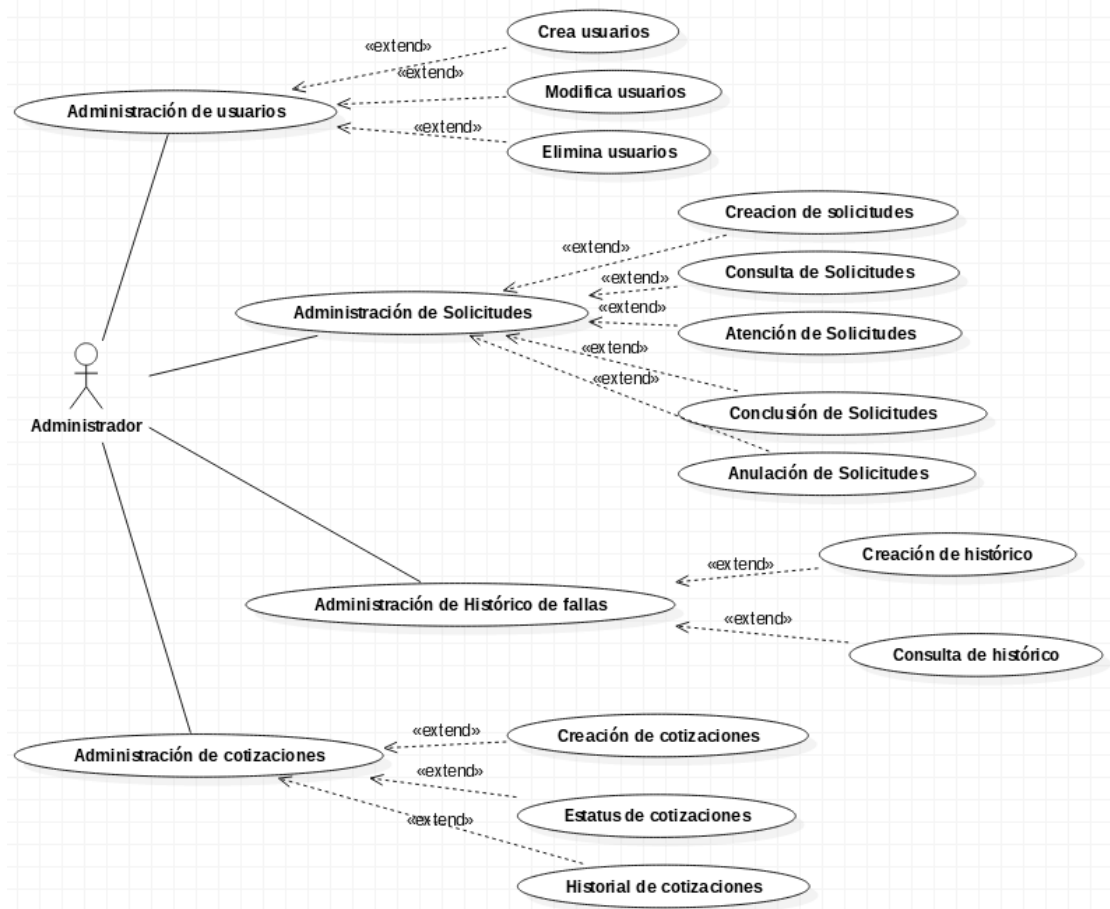 Crea usuarios
«extend»
«extend»
Modifica usuarios
Administración de usuarios
«extend»
Elimina usuarios
Creacion de solicitudes
«extend»
Consulta de Solicitudes
«extend»
«extend»
Administración de Solicitudes
Atención de Solicitudes
«extend»
«extend»
Conclusión de Solicitudes
Administrador
Anulación de Solicitudes
Creación de histórico
«extend»
Administración de Histórico de fallas
«extend»
Consulta de histórico
«extend»
Creación de cotizaciones
Administración de cotizaciones
«extend»
Estatus de cotizaciones
«extend»
Historial de cotizaciones